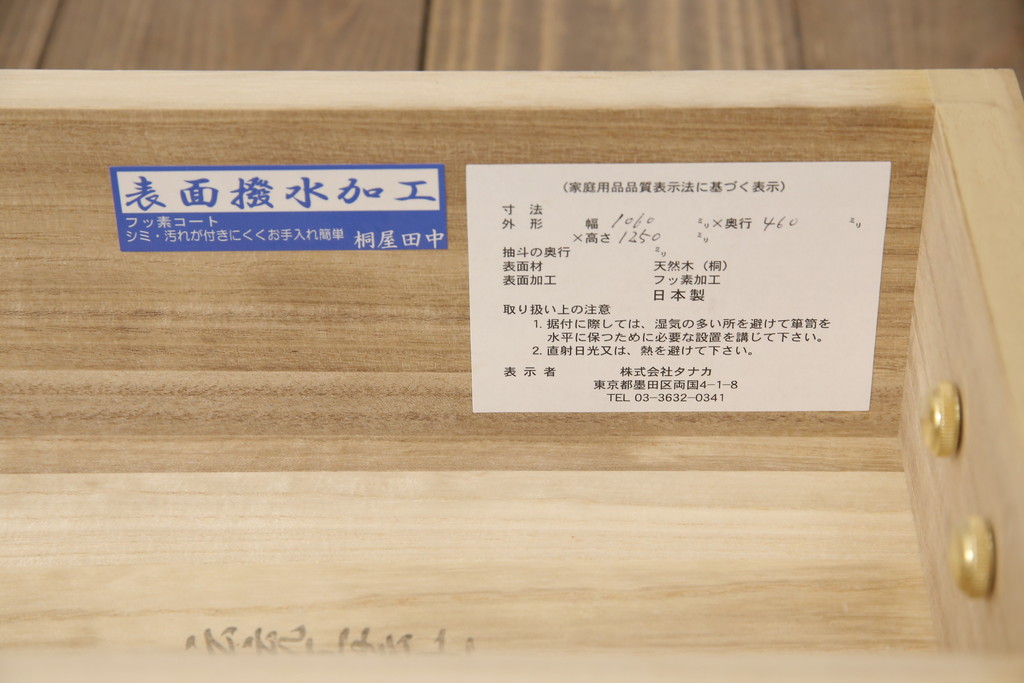 表面撥水加工
フッ素コート
シミ・汚れが付きにくくお手入れ簡単 桐屋田中
(家庭用品品質表示法に基づく表示)
寸 法
外 形 幅 1060 ミリ×奥行 460 ミリ
×高さ 1250 ミリ
抽斗の奥行 ミリ
表面材 天然木(桐)
表面加工 フッ素加工
日本製
取り扱い上の注意
1. 据付に際しては、湿気の多い所を避けて箪笥を
水平に保つために必要な設置を講じて下さい。
2. 直射日光又は、熱を避けて下さい。
表 示 者 株式会社タナカ
東京都墨田区両国4-1-8
TEL 03-3632-0341